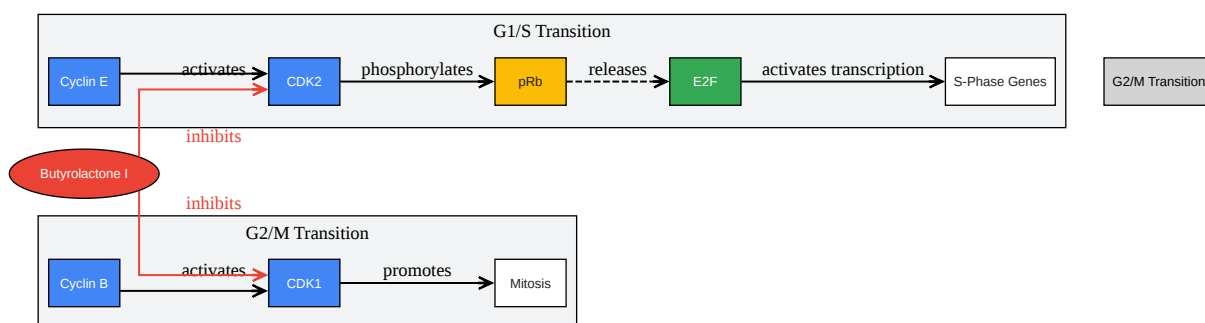 G1/S Transition
Cyclin E
activates
CDK2
phosphorylates
pRb
releases
E2F
activates transcription
S-Phase Genes
G2/M Transition
inhibits
Butyrolactone I
inhibits
G2/M Transition
Cyclin B
activates
CDK1
promotes
Mitosis